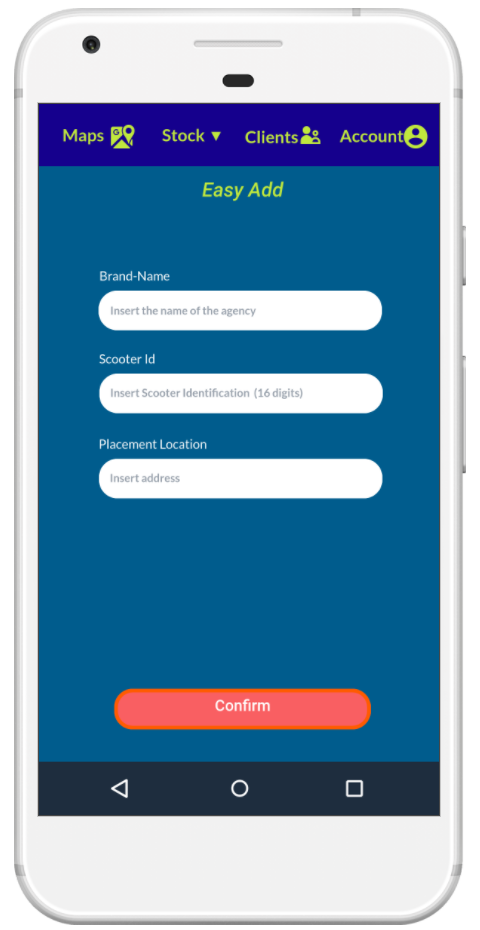 Maps Stock ▼ Clients Account
Easy Add
Brand-Name
Insert the name of the agency
Scooter Id
Insert Scooter Identification (16 digits)
Placement Location
Insert address
Confirm